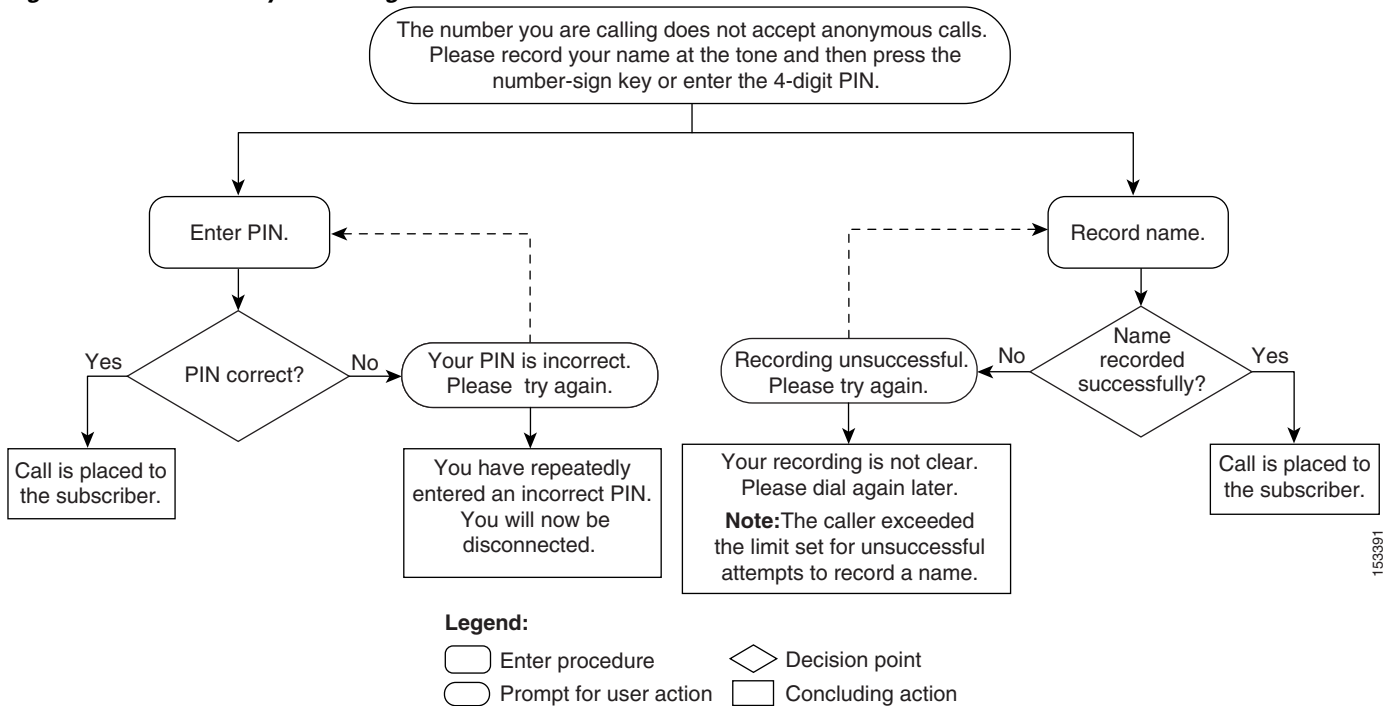 The number you are calling does not accept anonymous calls.
Please record your name at the tone and then press the
number-sign key or enter the 4-digit PIN.
Enter PIN.
Record name.
PIN correct?
Yes
No
Your PIN is incorrect.
Please try again.
Recording unsuccessful.
Please try again.
No
Name
recorded
successfully?
Yes
Call is placed to
the subscriber.
You have repeatedly
entered an incorrect PIN.
You will now be
disconnected.
Your recording is not clear.
Please dial again later.
Note:The caller exceeded
the limit set for unsuccessful
attempts to record a name.
Call is placed to
the subscriber.
153391
Legend:
Enter procedure
Decision point
Prompt for user action
Concluding action